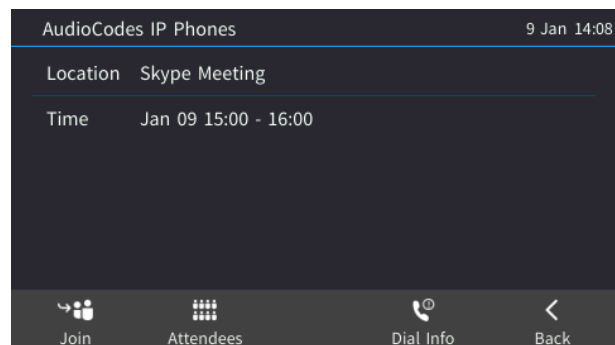 AudioCodes IP Phones 9 Jan 14:08
Location Skype Meeting
Time Jan 09 15:00 - 16:00
Join Attendees Dial Info Back